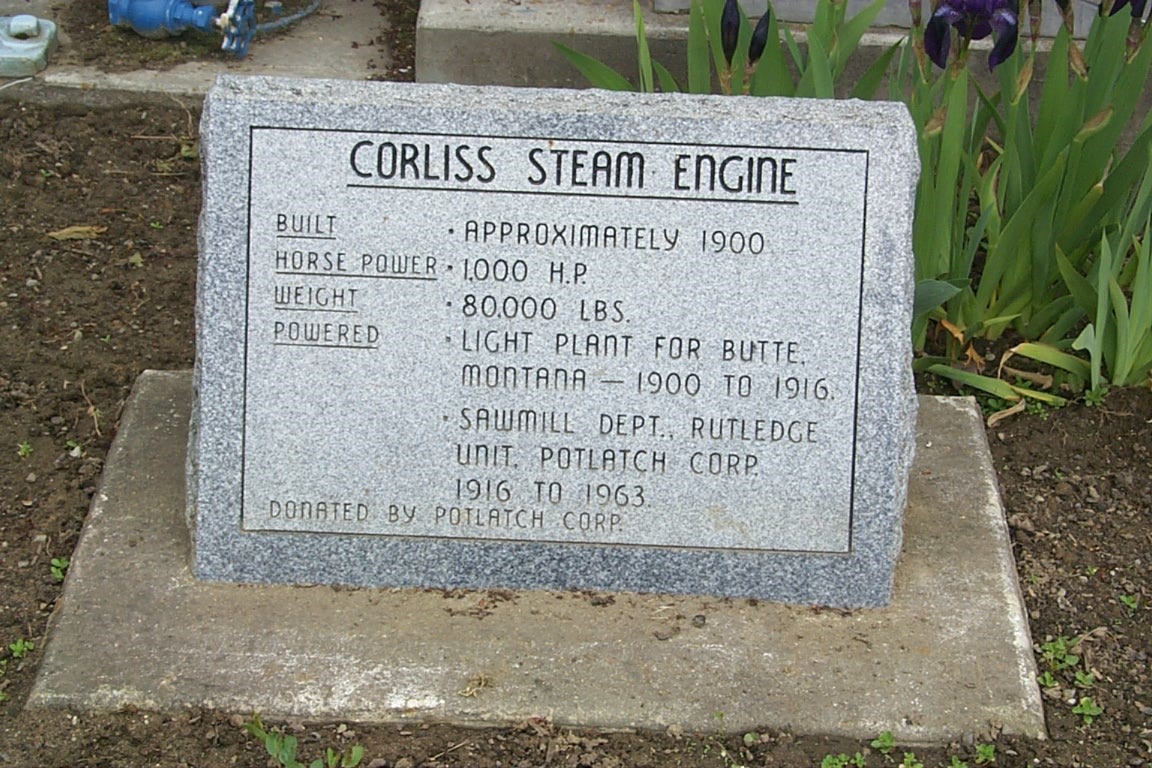 CORLISS STEAM ENGINE
BUILT · APPROXIMATELY 1900
HORSE POWER · 1,000 H.P.
WEIGHT · 80,000 LBS.
POWERED · LIGHT PLANT FOR BUTTE,
MONTANA — 1900 TO 1916.
· SAWMILL DEPT., RUTLEDGE
UNIT, POTLATCH CORP.
1916 TO 1963.
DONATED BY POTLATCH CORP.